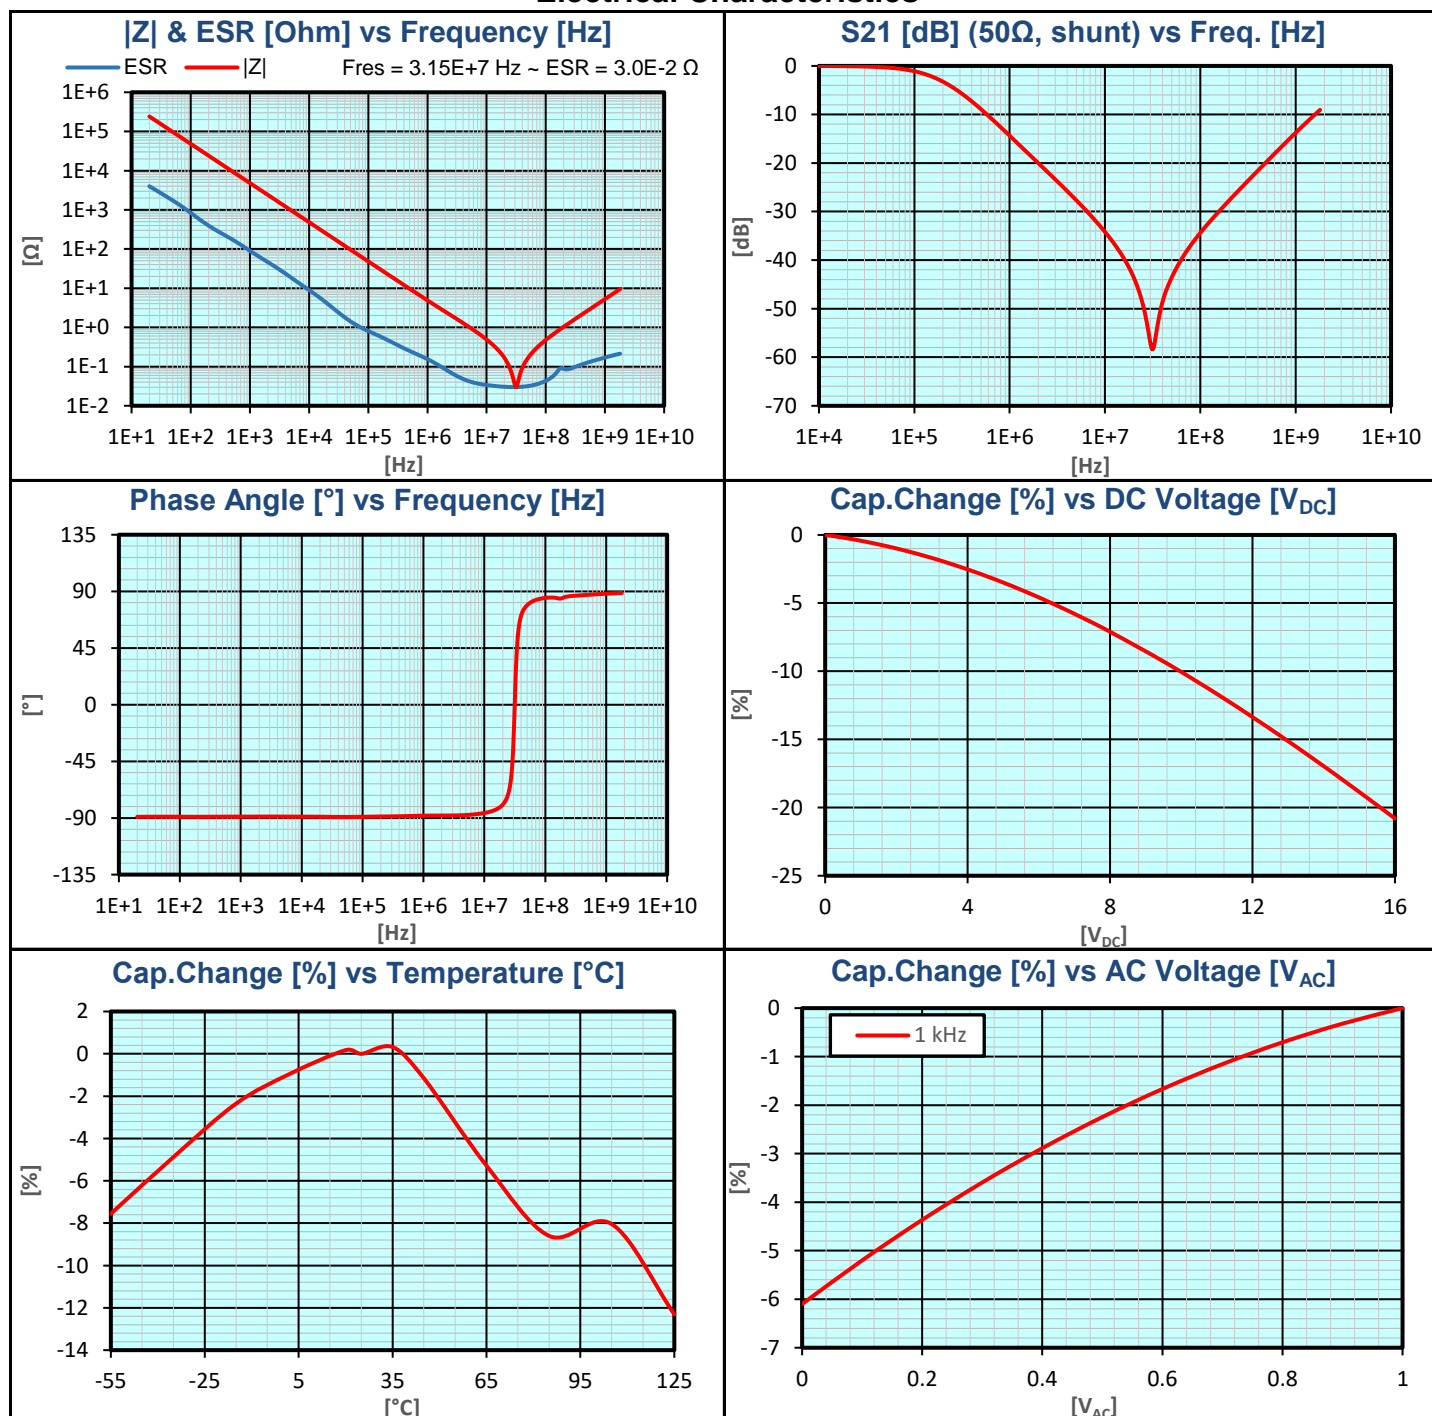 Electrical Characteristics
|Z| & ESR [Ohm] vs Frequency [Hz]
ESR |Z| Fres = 3.15E+7 Hz ~ ESR = 3.0E-2 Ω
1E+6
1E+5
1E+4
1E+3
1E+2
1E+1
1E+0
1E-1
1E-2
[Ω]
1E+1 1E+2 1E+3 1E+4 1E+5 1E+6 1E+7 1E+8 1E+9 1E+10
[Hz]
S21 [dB] (50Ω, shunt) vs Freq. [Hz]
0
-10
-20
-30
-40
-50
-60
-70
[dB]
1E+4 1E+5 1E+6 1E+7 1E+8 1E+9 1E+10
[Hz]
Phase Angle [°] vs Frequency [Hz]
135
90
45
0
-45
-90
-135
[°]
1E+1 1E+2 1E+3 1E+4 1E+5 1E+6 1E+7 1E+8 1E+9 1E+10
[Hz]
Cap.Change [%] vs DC Voltage [VDC]
0
-5
-10
-15
-20
-25
[%]
0 4 8 12 16
[VDC]
Cap.Change [%] vs Temperature [°C]
2
0
-2
-4
-6
-8
-10
-12
-14
[%]
-55 -25 5 35 65 95 125
[°C]
Cap.Change [%] vs AC Voltage [VAC]
1 kHz
0
-1
-2
-3
-4
-5
-6
-7
[%]
0 0.2 0.4 0.6 0.8 1
[VAC]